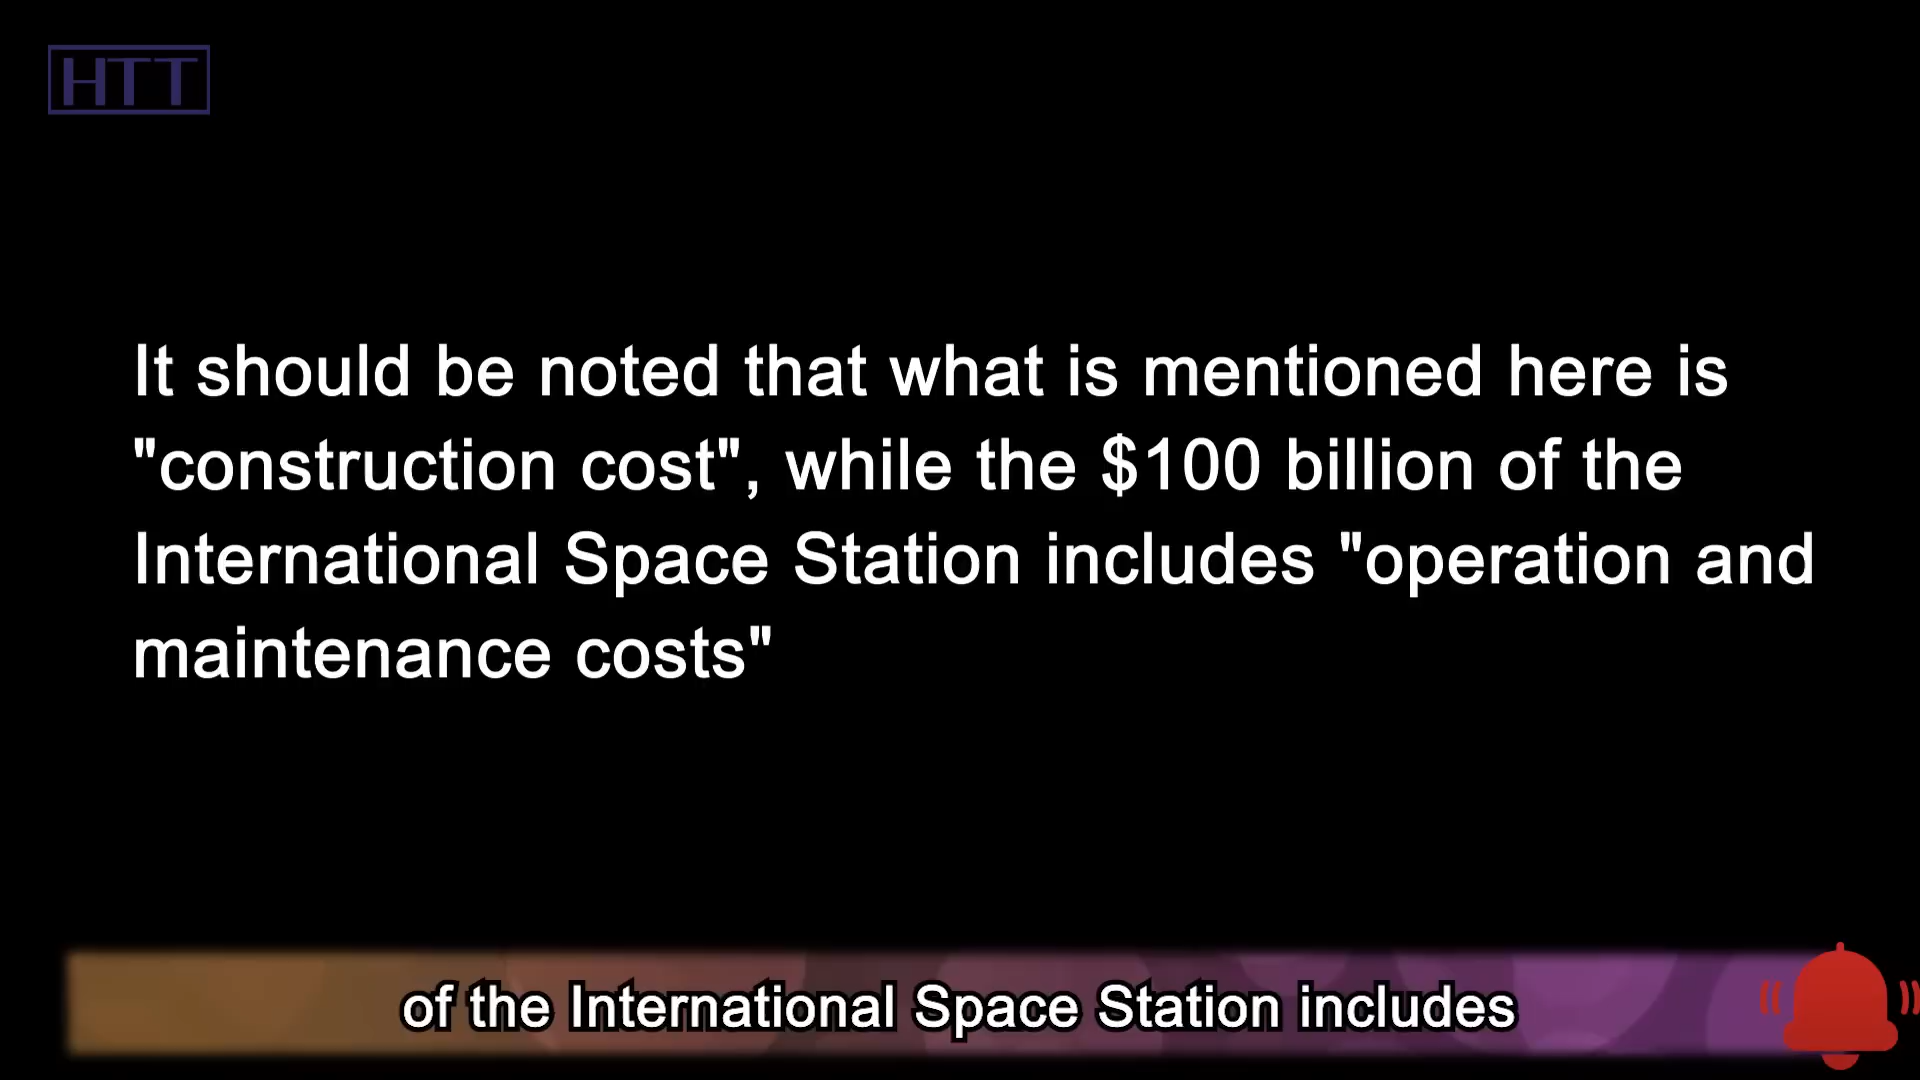 HTT
It should be noted that what is mentioned here is
"construction cost", while the $100 billion of the
International Space Station includes "operation and
maintenance costs"
of the International Space Station includes